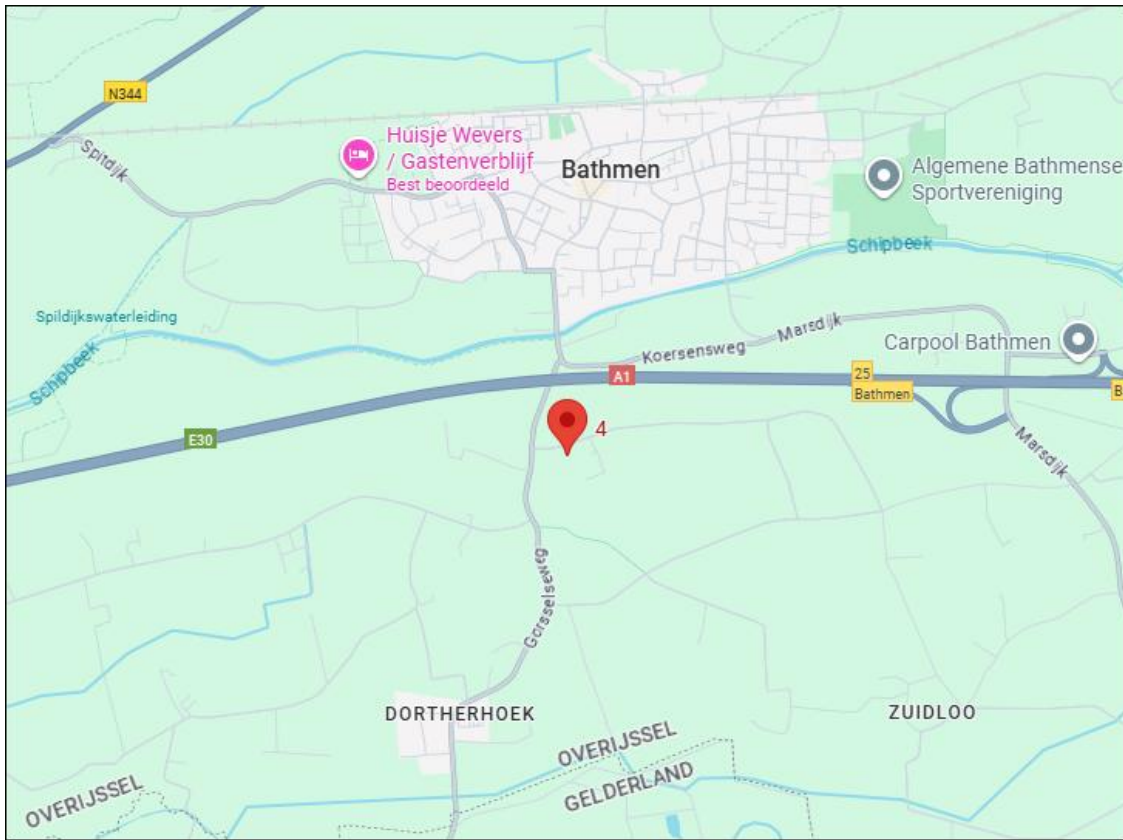 N344
Spitdijk
Huisje Wevers
/ Gastenverblijf
Best beoordeeld
Bathmen
Algemene Bathmense
Sportvereniging
Schipbeek
Spildijkswaterleiding
Schipbeek
Koersensweg
Marsdijk
Carpool Bathmen
A1
25
Bathmen
B
E30
4
Marsdijk
Gorsselseweg
DORTHERHOEK
ZUIDLOO
OVERIJSSEL
GELDERLAND
OVERIJSSEL